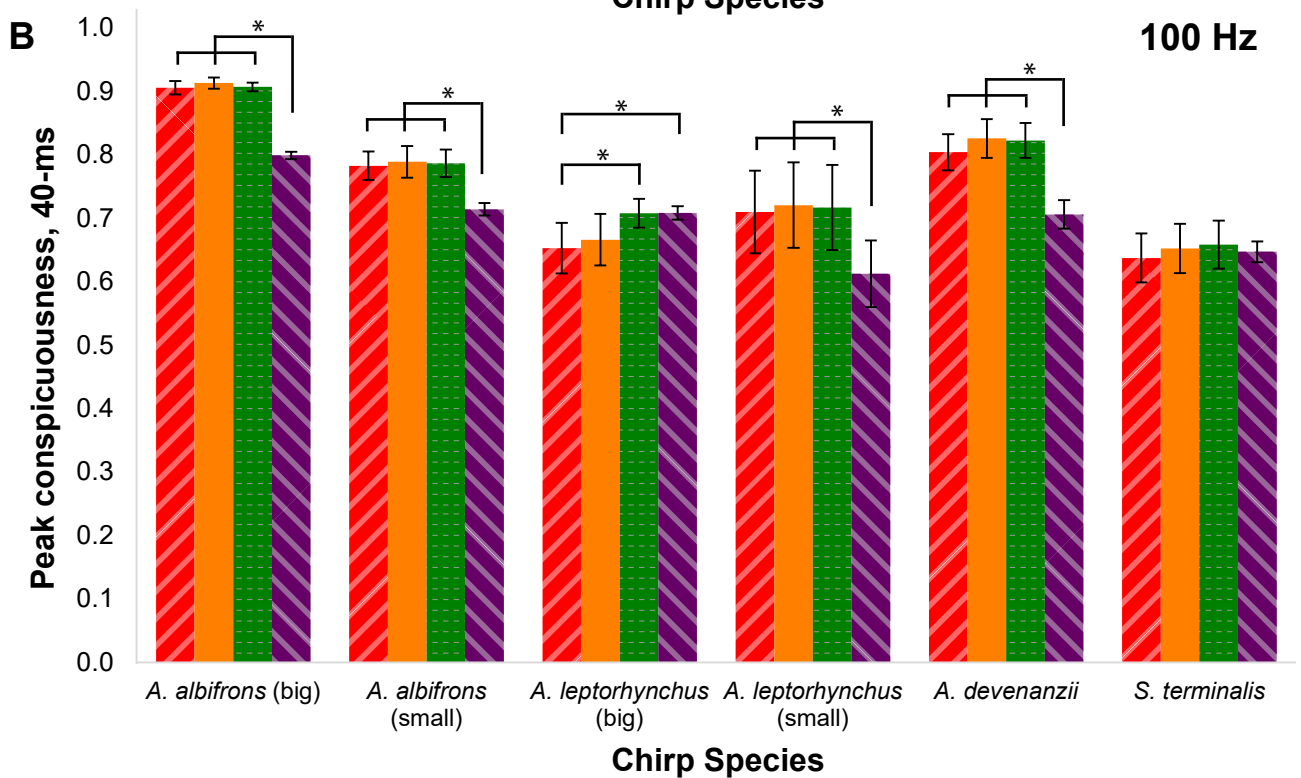 Chirp Species
B
100 Hz
Peak conspicuousness, 40-ms
1.0
0.9
0.8
0.7
0.6
0.5
0.4
0.3
0.2
0.1
0.0
*
*
*
*
*
*
A. albifrons (big)
A. albifrons
(small)
A. leptorhynchus
(big)
A. leptorhynchus
(small)
A. devenanzii
S. terminalis
Chirp Species